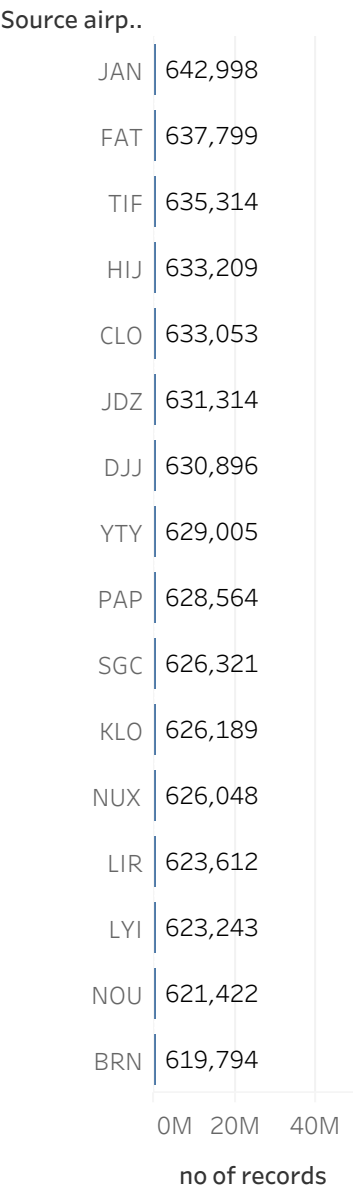 Source airp..
JAN 642,998
FAT 637,799
TIF 635,314
HIJ 633,209
CLO 633,053
JDZ 631,314
DJJ 630,896
YTY 629,005
PAP 628,564
SGC 626,321
KLO 626,189
NUX 626,048
LIR 623,612
LYI 623,243
NOU 621,422
BRN 619,794
0M 20M 40M
no of records